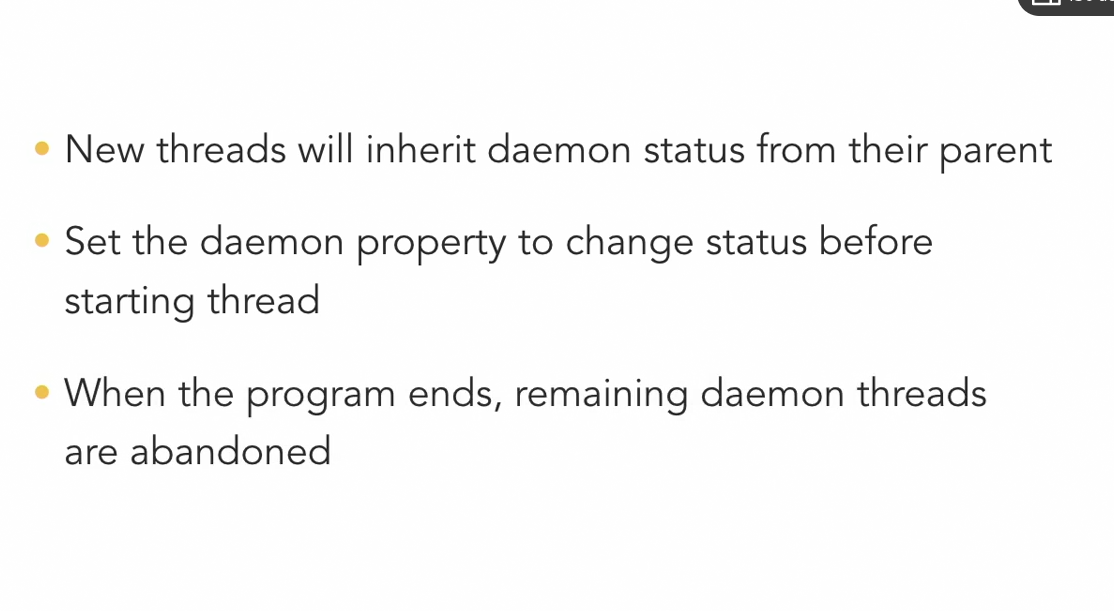 • New threads will inherit daemon status from their parent
• Set the daemon property to change status before
starting thread
• When the program ends, remaining daemon threads
are abandoned